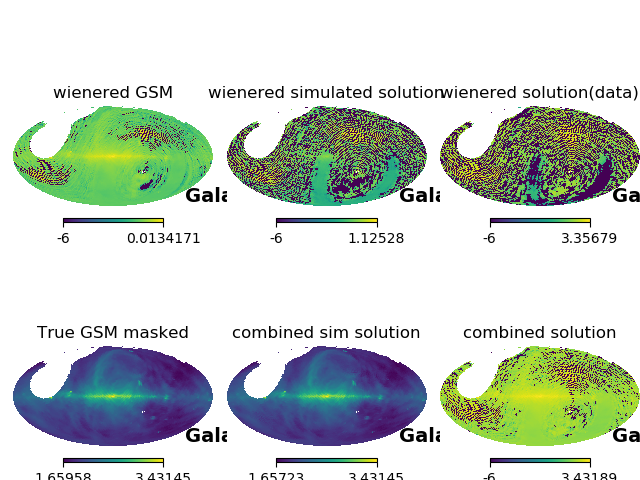 wienered GSM wienered simulated solution wienered solution(data)
Gala Gala Ga
-6 0.0134171 -6 1.12528 -6 3.35679
True GSM masked combined sim solution combined solution
Gala Gala Ga
1.65958 3.43145 1.65723 3.43145 -6 3.43189